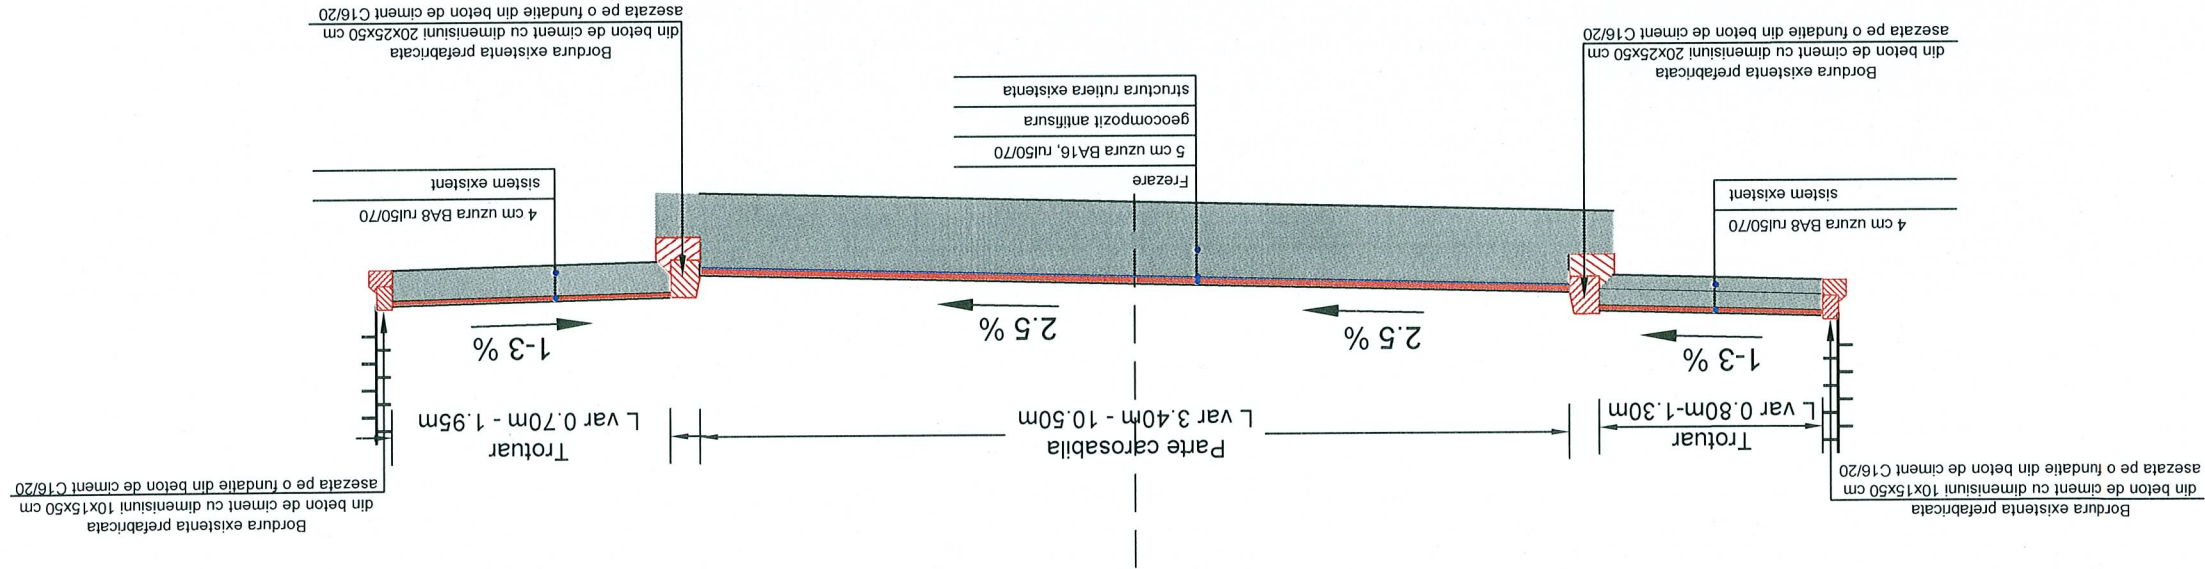 Bordura existenta prefabricata
din beton de ciment cu dimenisiuni 10x15x50 cm
asezata pe o fundatie din beton de ciment C16/20
Bordura existenta prefabricata
din beton de ciment cu dimenisiuni 10x15x50 cm
asezata pe o fundatie din beton de ciment C16/20
Trotuar
L var 0.80m-1.30m
Parte carosabila
L var 3.40m - 10.50m
Trotuar
L var 0.70m - 1.95m
1-3 %
2.5 %
2.5 %
1-3 %
4 cm uzura BA8 rul50/70
sistem existent
Frezare
5 cm uzura BA16, rul50/70
geocompozit antifisura
structura rutiera existenta
4 cm uzura BA8 rul50/70
sistem existent
Bordura existenta prefabricata
din beton de ciment cu dimenisiuni 20x25x50 cm
asezata pe o fundatie din beton de ciment C16/20
Bordura existenta prefabricata
din beton de ciment cu dimenisiuni 20x25x50 cm
asezata pe o fundatie din beton de ciment C16/20